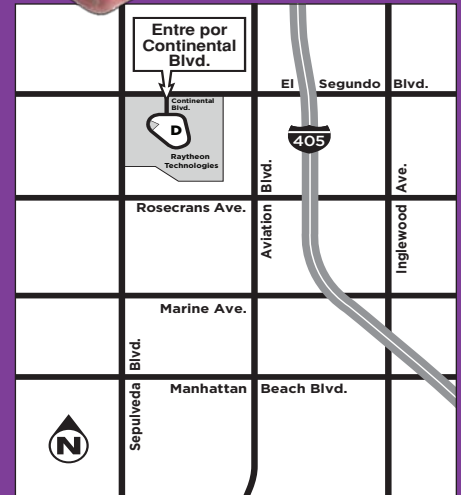 Entre por
Continental
Blvd.
El Segundo Blvd.
Continental
Blvd.
D
405
Raytheon
Technologies
Aviation Blvd.
Inglewood Ave.
Rosecrans Ave.
Marine Ave.
Sepulveda Blvd.
Manhattan Beach Blvd.
N